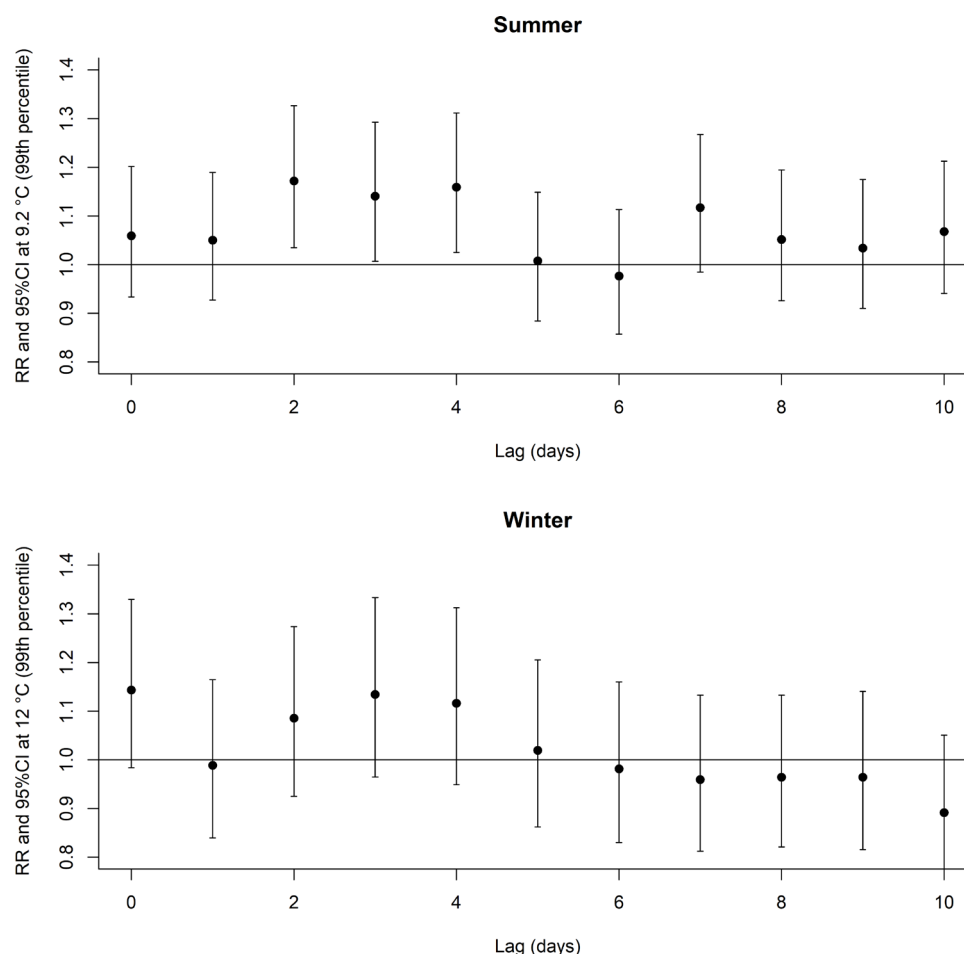 Summer
RR and 95%CI at 9.2 °C (99th percentile)
1.4
1.3
1.2
1.1
1.0
0.9
0.8
0 2 4 6 8 10
Lag (days)
Winter
RR and 95%CI at 12 °C (99th percentile)
1.4
1.3
1.2
1.1
1.0
0.9
0.8
0 2 4 6 8 10
Lag (days)